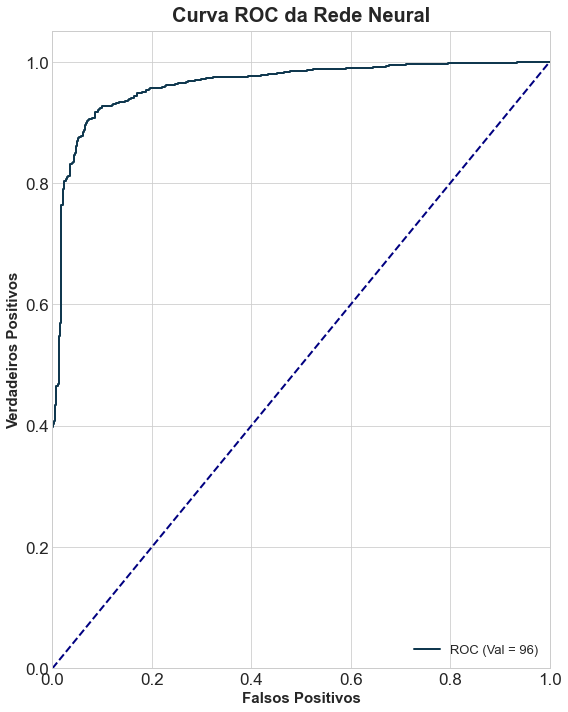 Curva ROC da Rede Neural
Verdadeiros Positivos
1.0
0.8
0.6
0.4
0.2
0.0
0.0 0.2 0.4 0.6 0.8 1.0
Falsos Positivos
ROC (Val = 96)